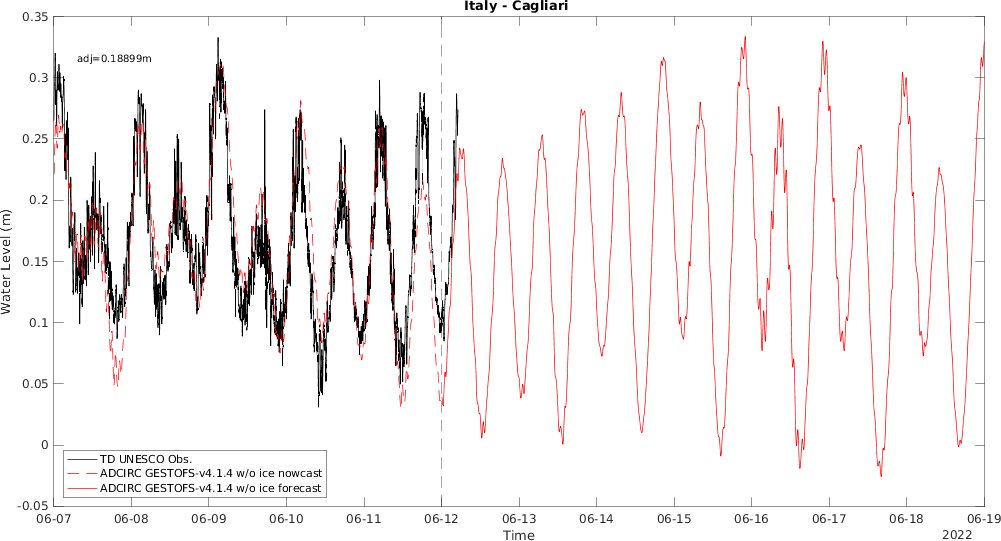 Italy - Cagliari
adj=0.18899m
Water Level (m)
0.35
0.3
0.25
0.2
0.15
0.1
0.05
0
-0.05
TD UNESCO Obs.
ADCIRC GESTOFS-v4.1.4 w/o ice nowcast
ADCIRC GESTOFS-v4.1.4 w/o ice forecast
06-07 06-08 06-09 06-10 06-11 06-12 06-13 06-14 06-15 06-16 06-17 06-18 06-19
Time
2022